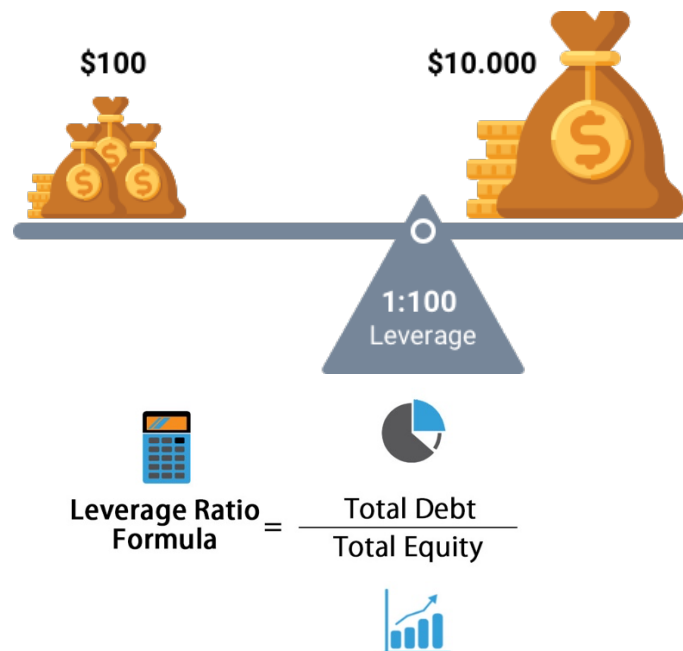 $100
$10.000
1:100
Leverage
Leverage Ratio
Formula
=
Total Debt
Total Equity